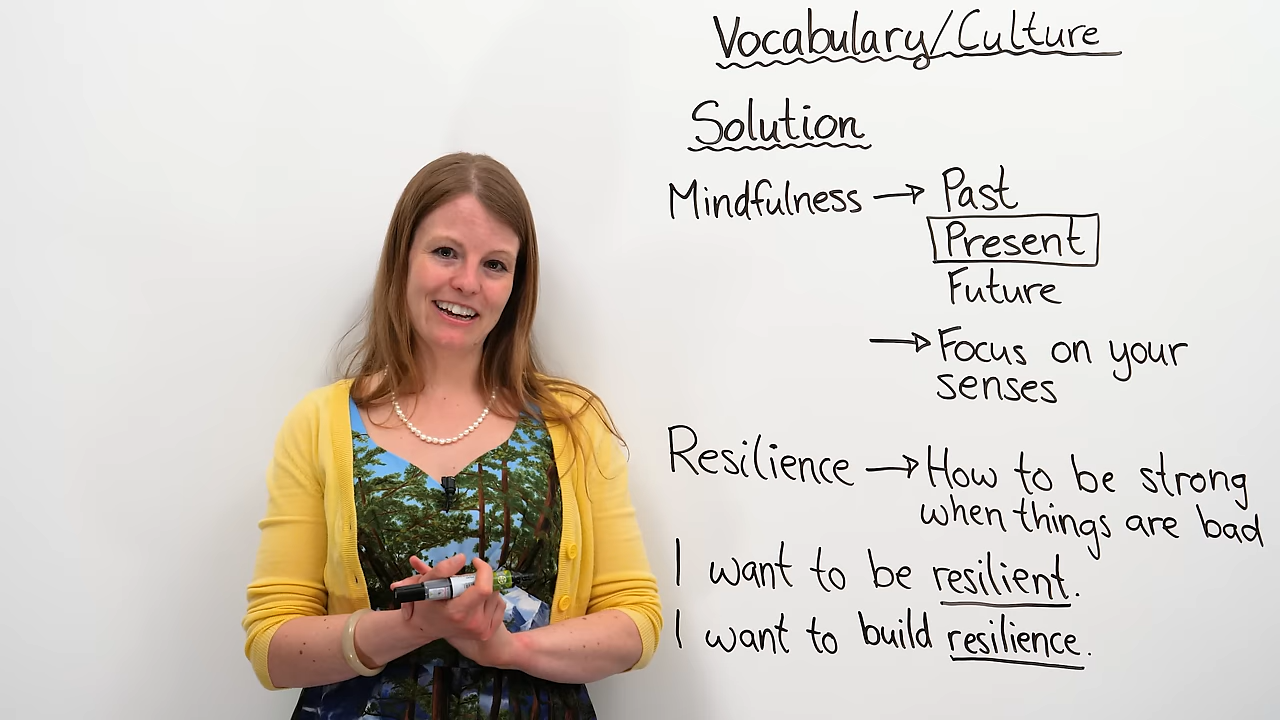 Vocabulary/Culture
Solution
Mindfulness → Past
Present
Future
→ Focus on your
senses
Resilience → How to be strong
when things are bad
I want to be resilient.
I want to build resilience.